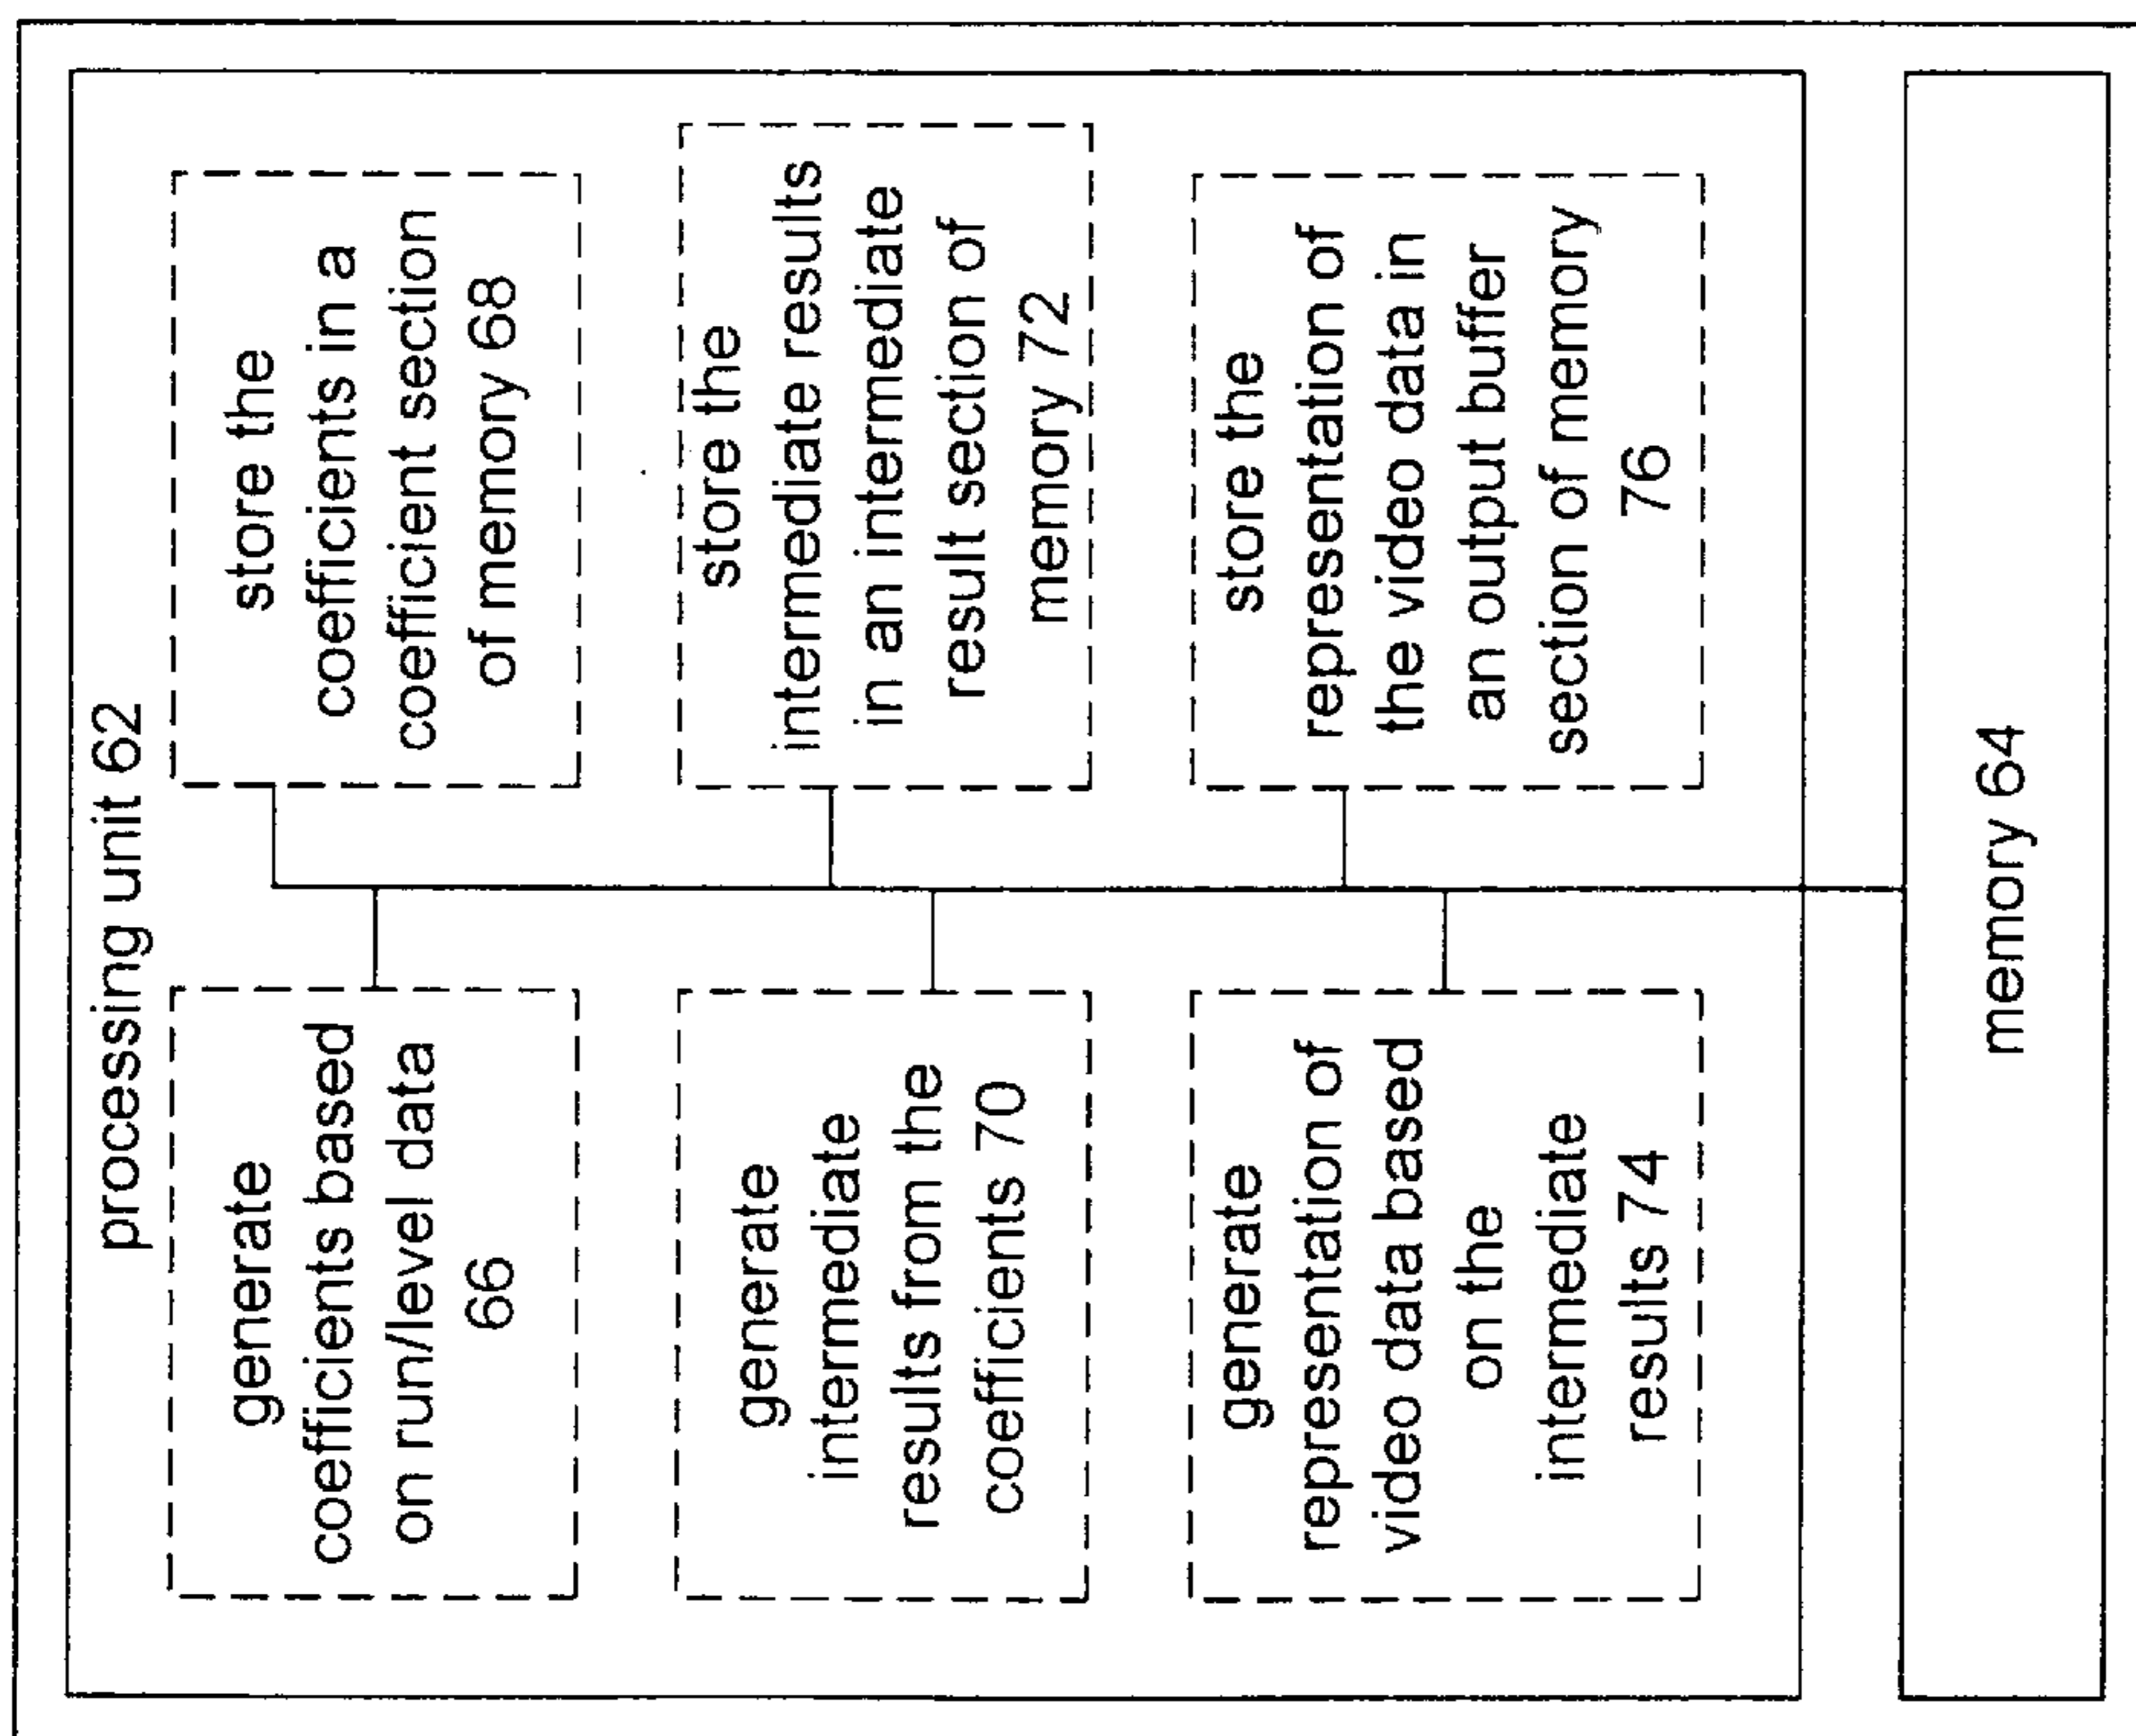 processing unit 62
generate
coefficients based
on run/level data
66
store the
coefficients in a
coefficient section
of memory 68
generate
intermediate
results from the
coefficients 70
store the
intermediate results
in an intermediate
result section of
memory 72
generate
representation of
video data based
on the
intermediate
results 74
store the
representation of
the video data in
an output buffer
section of memory
76
memory 64